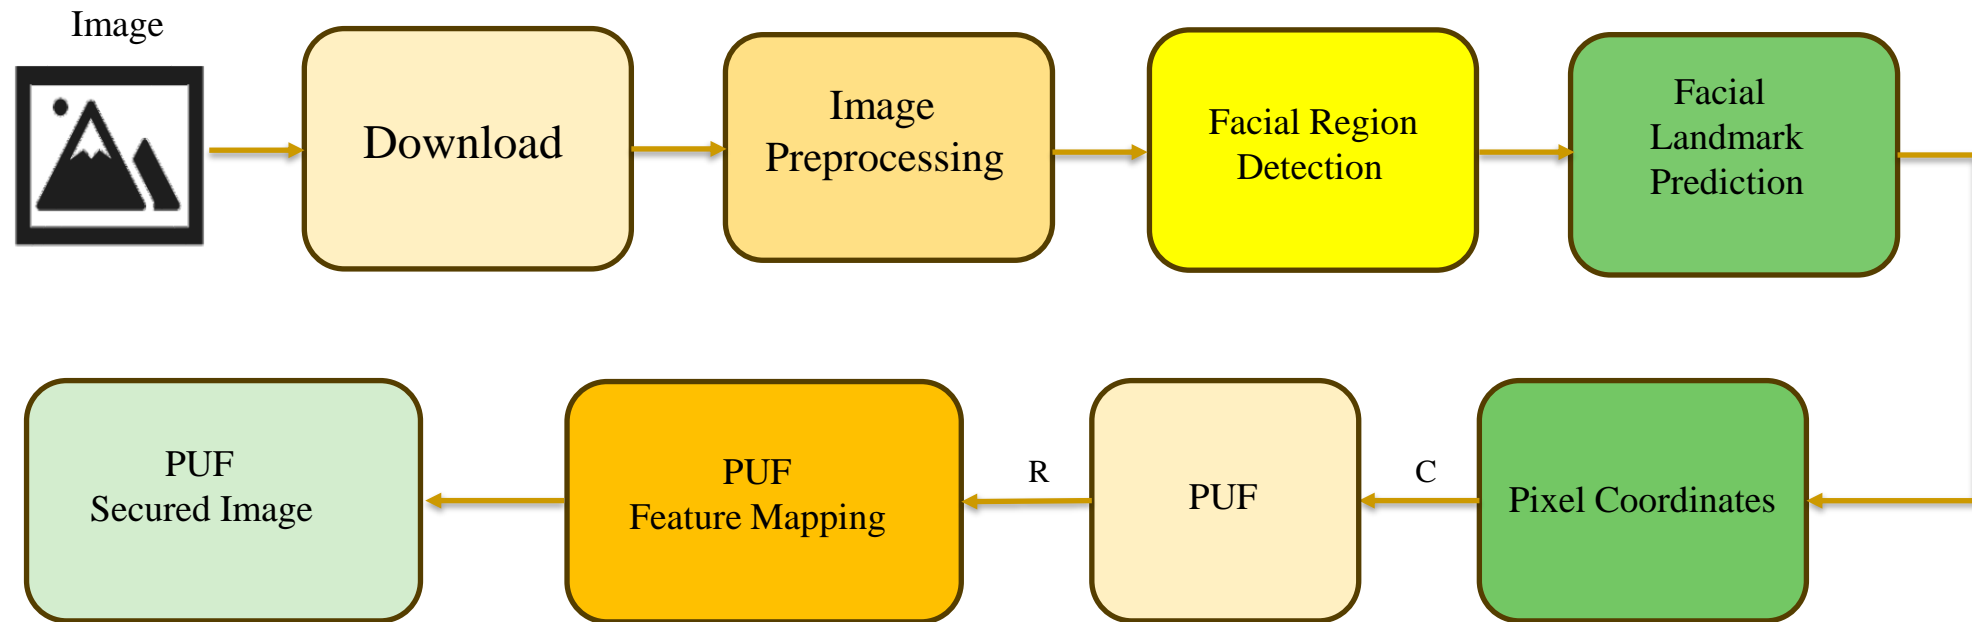 Image
Download
Image
Preprocessing
Facial Region
Detection
Facial
Landmark
Prediction
PUF
Secured Image
PUF
Feature Mapping
R
PUF
C
Pixel Coordinates